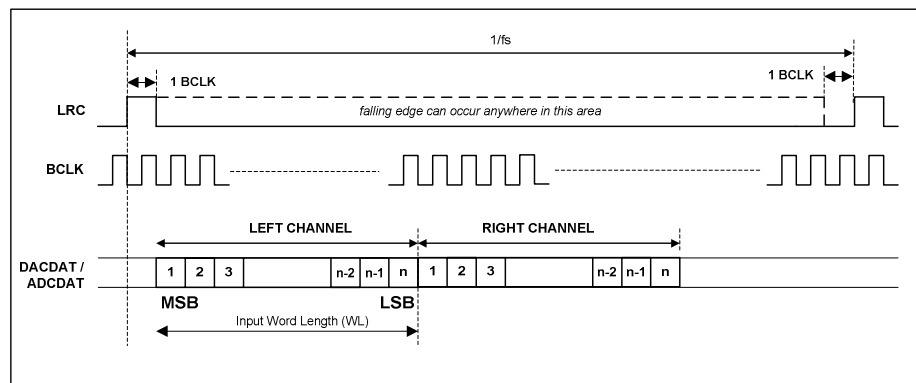 1/fs
1 BCLK
1 BCLK
LRC
falling edge can occur anywhere in this area
BCLK
LEFT CHANNEL
RIGHT CHANNEL
DACDAT /
ADCDAT
1 2 3 n-2 n-1 n 1 2 3 n-2 n-1 n
MSB
LSB
Input Word Length (WL)